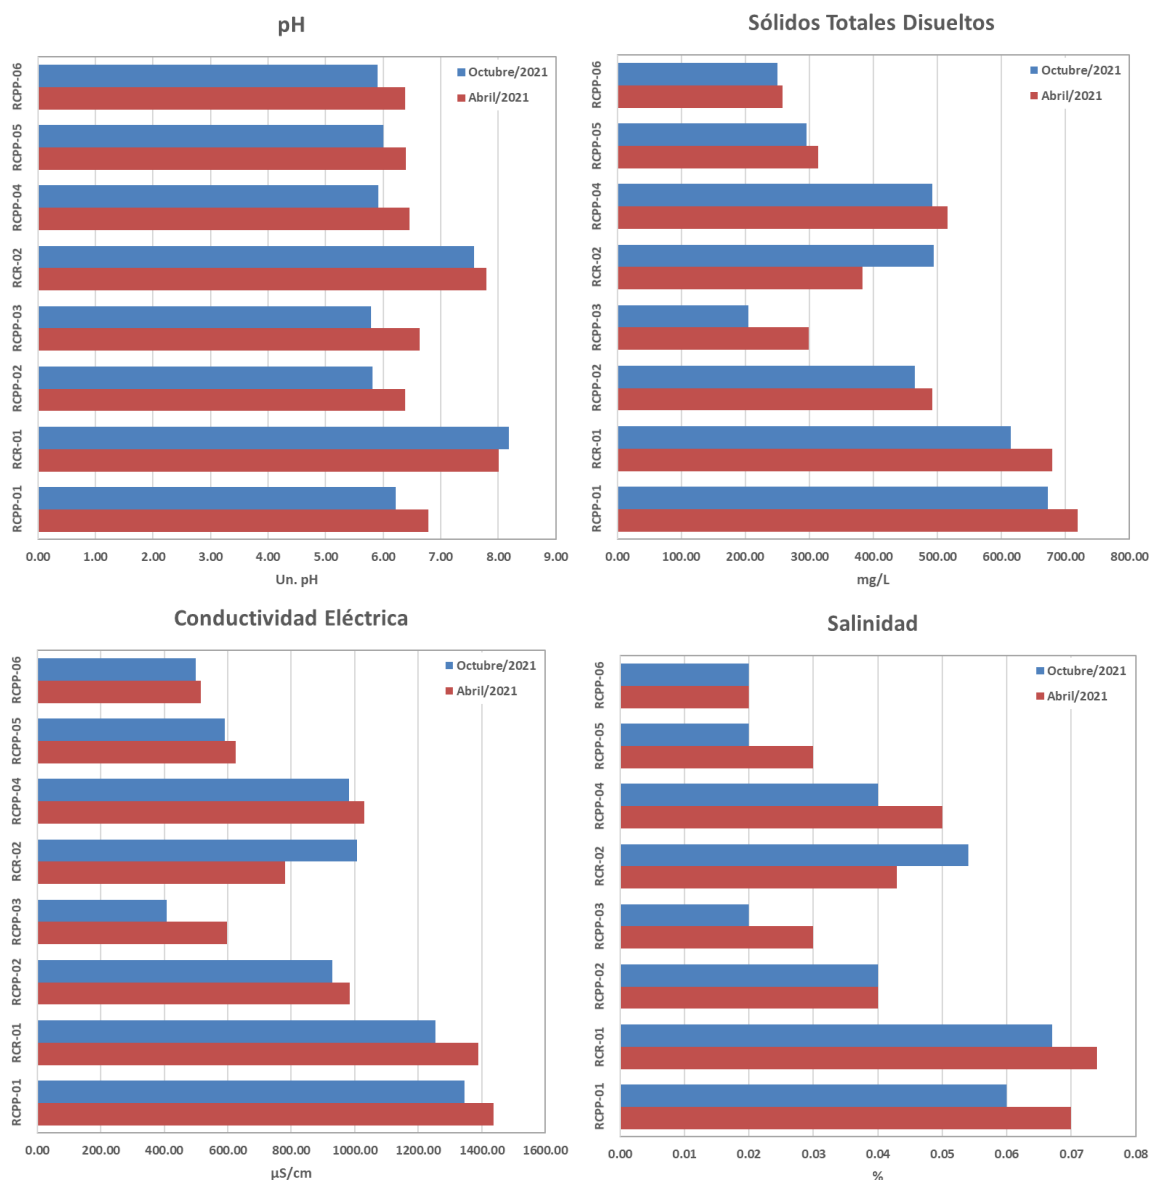 pH
Octubre/2021
Abril/2021
RCPP-06
RCPP-05
RCPP-04
RCR-02
RCPP-03
RCPP-02
RCR-01
RCPP-01
0.00 1.00 2.00 3.00 4.00 5.00 6.00 7.00 8.00 9.00
Un. pH
Sólidos Totales Disueltos
Octubre/2021
Abril/2021
RCPP-06
RCPP-05
RCPP-04
RCR-02
RCPP-03
RCPP-02
RCR-01
RCPP-01
0.00 100.00 200.00 300.00 400.00 500.00 600.00 700.00 800.00
mg/L
Conductividad Eléctrica
Octubre/2021
Abril/2021
RCPP-06
RCPP-05
RCPP-04
RCR-02
RCPP-03
RCPP-02
RCR-01
RCPP-01
0.00 200.00 400.00 600.00 800.00 1000.00 1200.00 1400.00 1600.00
µS/cm
Salinidad
Octubre/2021
Abril/2021
RCPP-06
RCPP-05
RCPP-04
RCR-02
RCPP-03
RCPP-02
RCR-01
RCPP-01
0.00 0.01 0.02 0.03 0.04 0.05 0.06 0.07 0.08
%